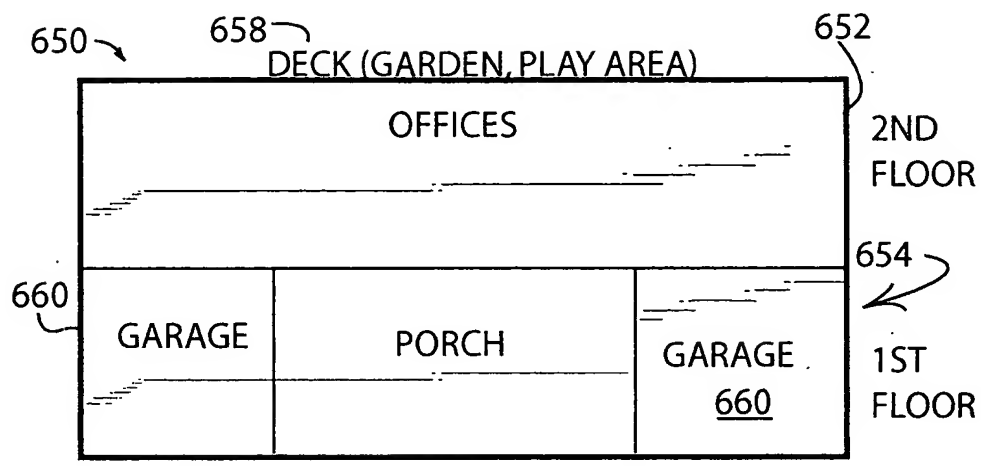 650
658
DECK (GARDEN, PLAY AREA)
652
OFFICES
2ND
FLOOR
654
660
GARAGE
PORCH
GARAGE
660
1ST
FLOOR